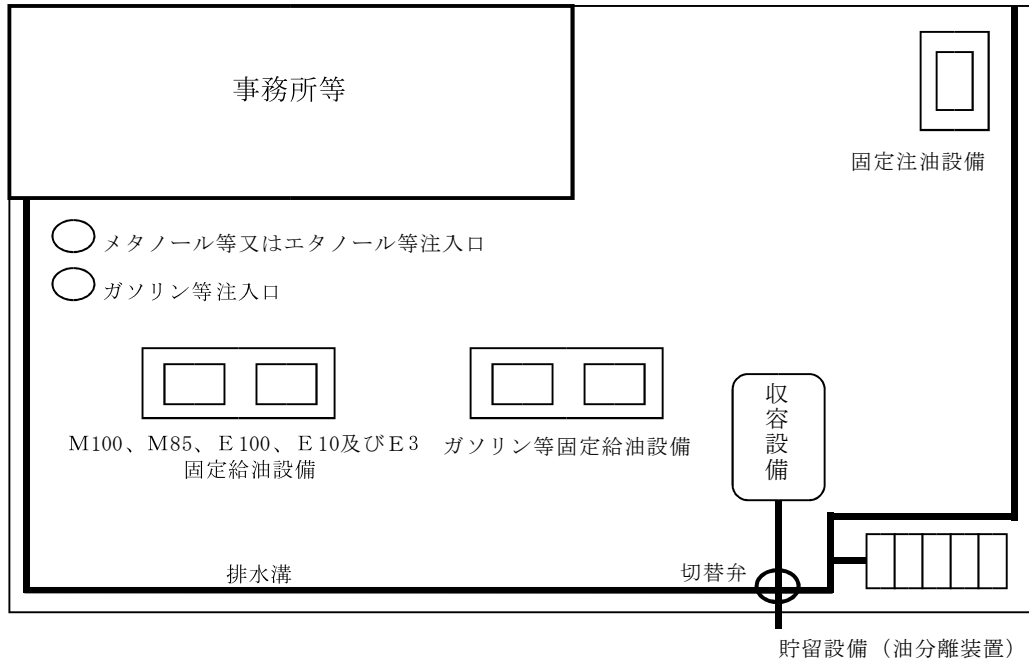 事務所等
固定注油設備
メタノール等又はエタノール等注入口
ガソリン等注入口
収容設備
M100、M85、E100、E10及びE3
固定給油設備
ガソリン等固定給油設備
排水溝
切替弁
貯留設備（油分離装置）